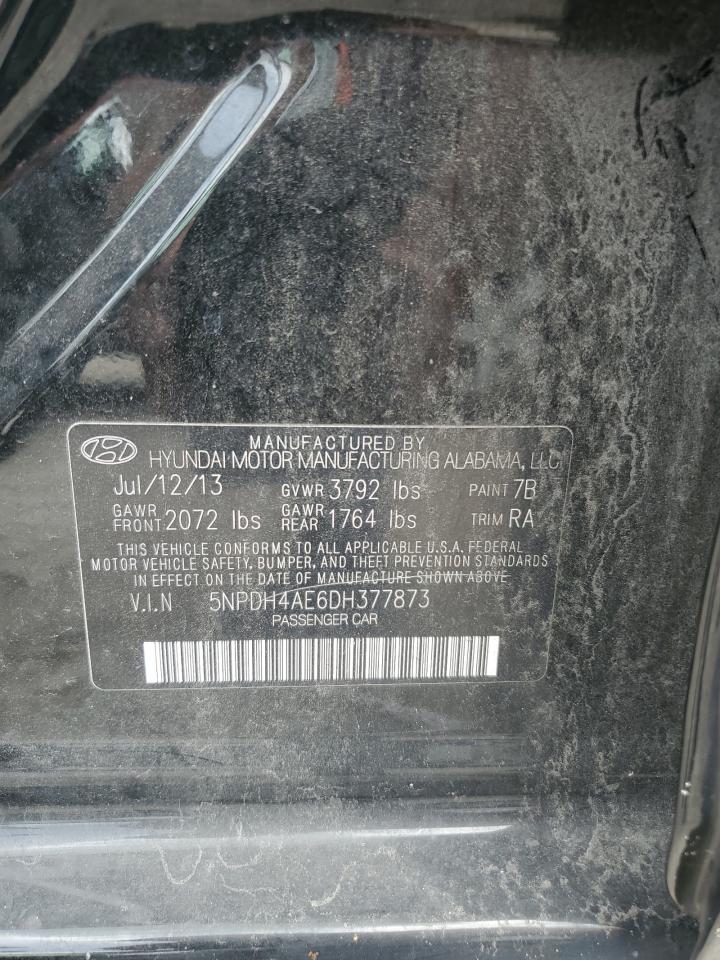 MANUFACTURED BY
HYUNDAI MOTOR MANUFACTURING ALABAMA, LLC
Jul/12/13 GVWR 3792 lbs PAINT 7B
GAWR FRONT 2072 lbs GAWR REAR 1764 lbs TRIM RA
THIS VEHICLE CONFORMS TO ALL APPLICABLE U.S.A. FEDERAL
MOTOR VEHICLE SAFETY, BUMPER, AND THEFT PREVENTION STANDARDS
IN EFFECT ON THE DATE OF MANUFACTURE SHOWN ABOVE
V.I.N 5NPDH4AE6DH377873
PASSENGER CAR